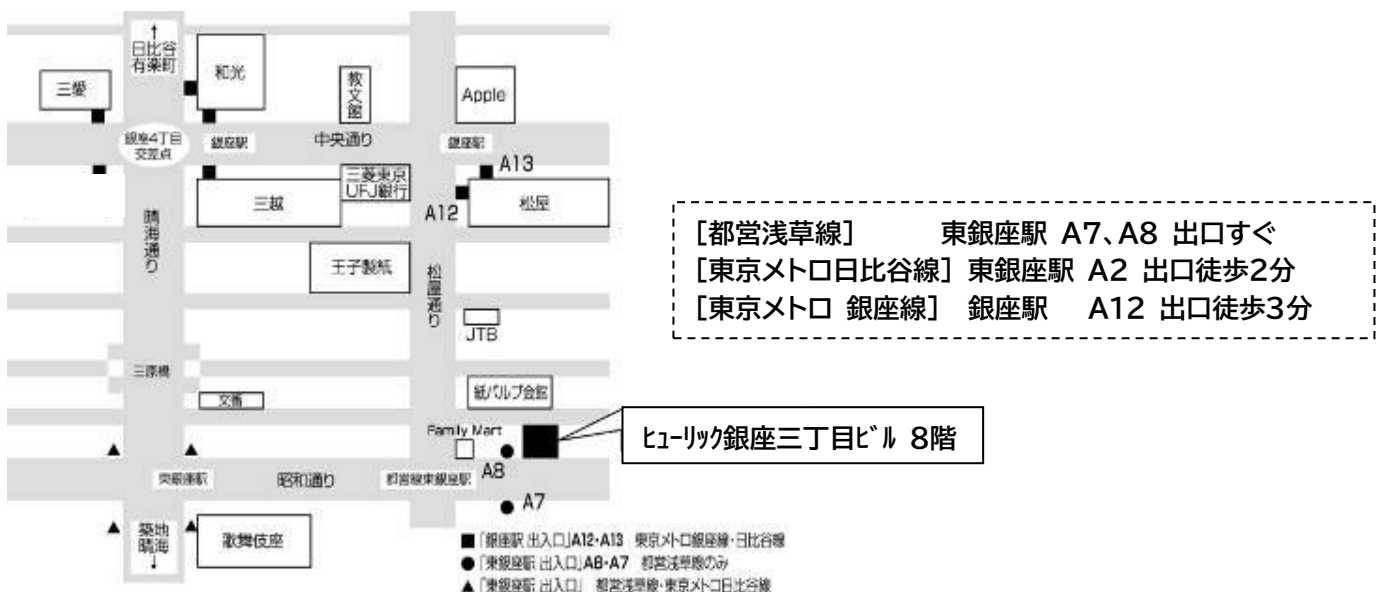 ↑
日比谷
有楽町
三愛
和光
教文館
Apple
銀座4丁目
交差点
銀座駅
中央通り
銀座駅
A13
三越
三菱東京
UFJ銀行
A12
松屋
晴海通り
王子製紙
松屋通り
JTB
三原橋
交番
紙パルプ会館
Family Mart
A8
東銀座駅
昭和通り
都営線東銀座駅
A7
築地
晴海
↓
歌舞伎座
■「銀座駅 出入口」A12・A13 東京メトロ銀座線・日比谷線
●「東銀座駅 出入口」A8・A7 都営浅草線のみ
▲「東銀座駅 出入口」 都営浅草線・東京メトロ日比谷線
[都営浅草線] 東銀座駅 A7、A8 出口すぐ
[東京メトロ日比谷線] 東銀座駅 A2 出口徒歩2分
[東京メトロ 銀座線] 銀座駅 A12 出口徒歩3分
ヒューリック銀座三丁目ビル 8階